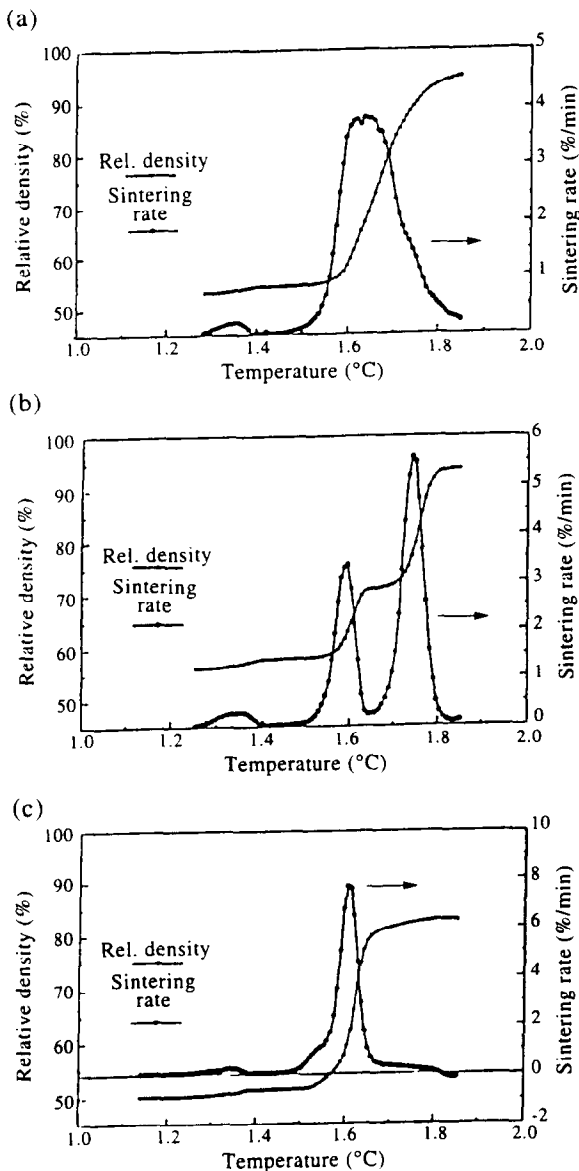 (a)
Relative density (%)
100
90
80
70
60
50
Rel. density
Sintering
rate
5
4
3
2
1
0
Sintering rate (%/min)
1.0
1.2
1.4
1.6
1.8
2.0
Temperature (°C)
(b)
Relative density (%)
100
90
80
70
60
50
Rel. density
Sintering
rate
6
5
4
3
2
1
0
Sintering rate (%/min)
1.0
1.2
1.4
1.6
1.8
2.0
Temperature (°C)
(c)
Relative density (%)
100
90
80
70
60
50
Rel. density
Sintering
rate
10
8
6
4
2
0
-2
Sintering rate (%/min)
1.0
1.2
1.4
1.6
1.8
2.0
Temperature (°C)